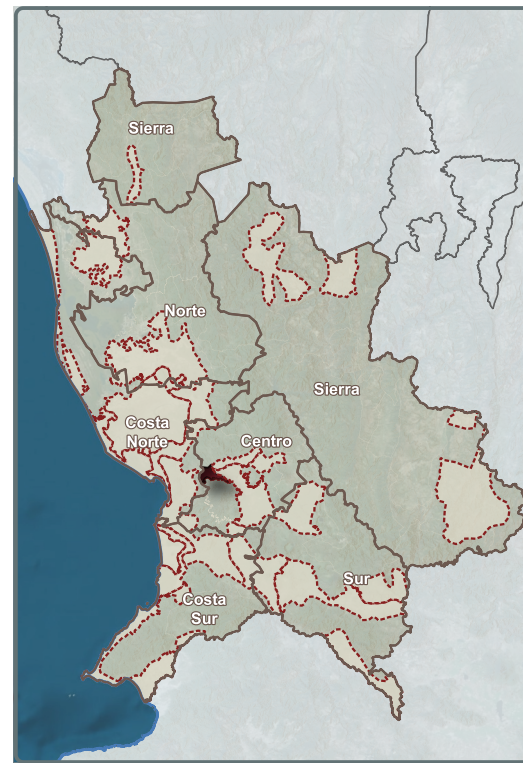 Sierra
Norte
Sierra
Costa
Norte
Centro
Sur
Costa
Sur